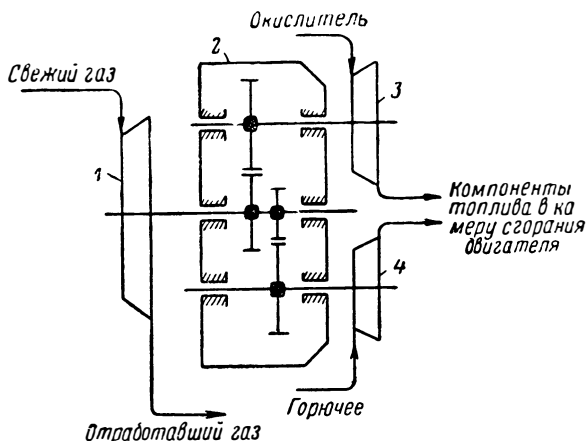 Окислитель
2
Свежий газ
3
1
Компоненты
топлива в ка
меру сгорания
двигателя
4
Горючее
Отработавший газ